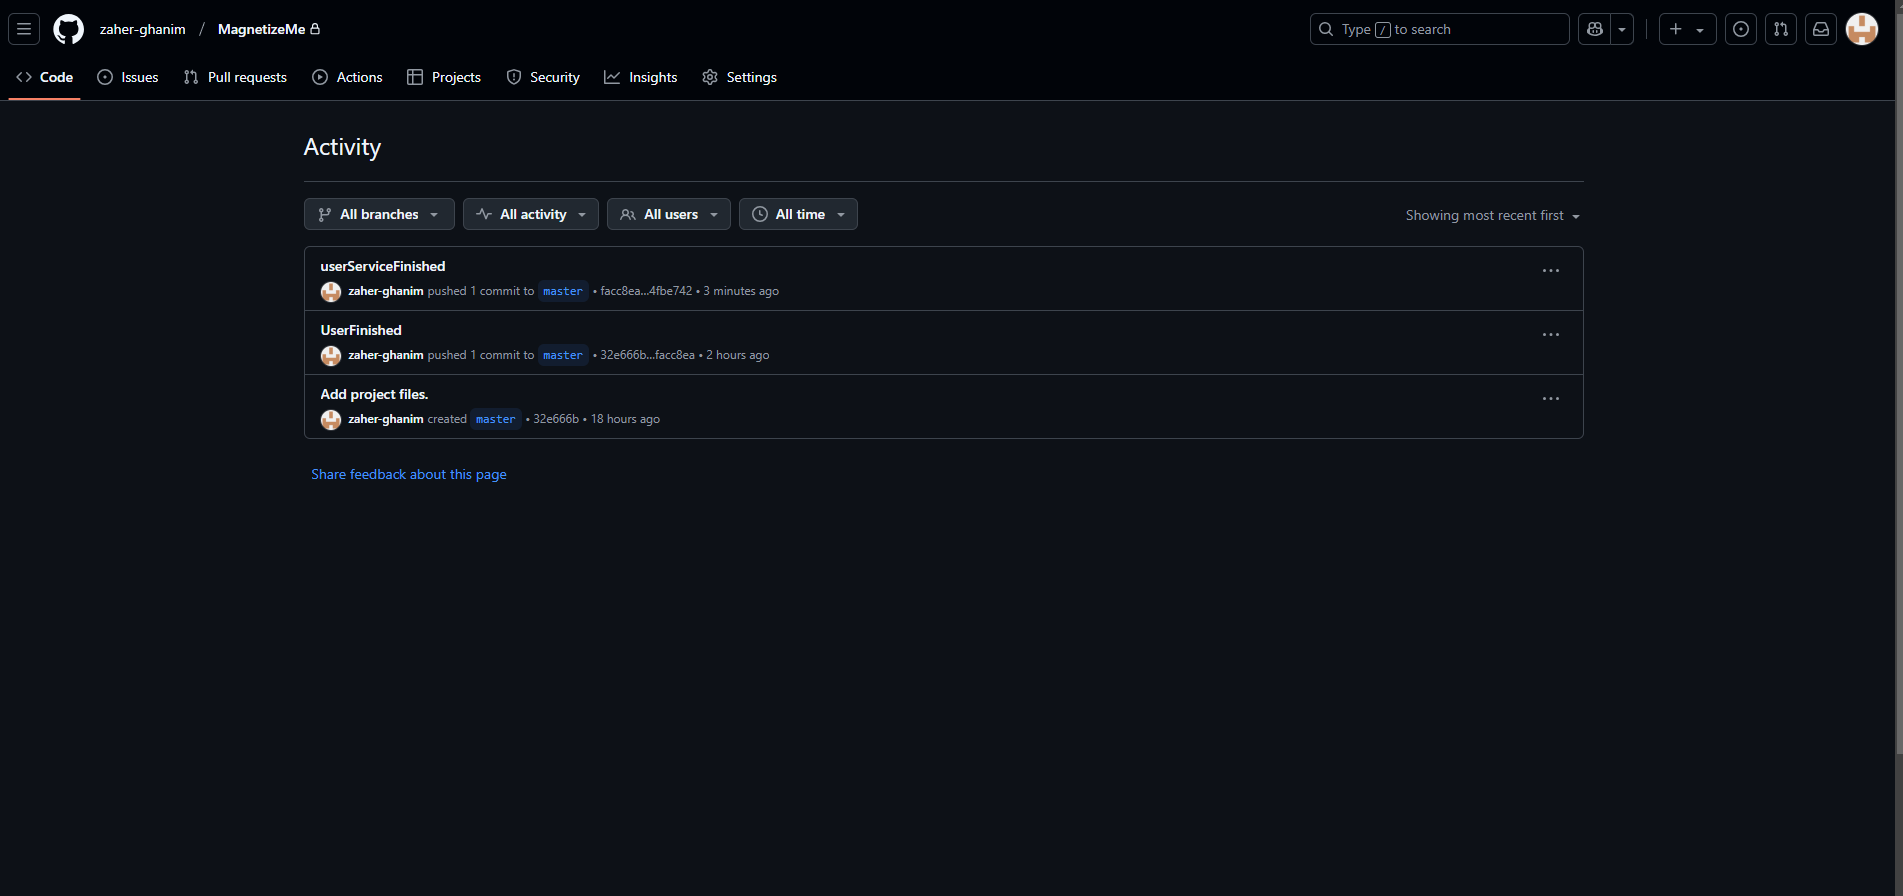 zaher-ghanim / MagnetizeMe
Type / to search
Code Issues Pull requests Actions Projects Security Insights Settings
Activity
All branches All activity All users All time Showing most recent first
userServiceFinished
zaher-ghanim pushed 1 commit to master • facc8ea...4fbe742 • 3 minutes ago
UserFinished
zaher-ghanim pushed 1 commit to master • 32e666b...facc8ea • 2 hours ago
Add project files.
zaher-ghanim created master • 32e666b • 18 hours ago
Share feedback about this page